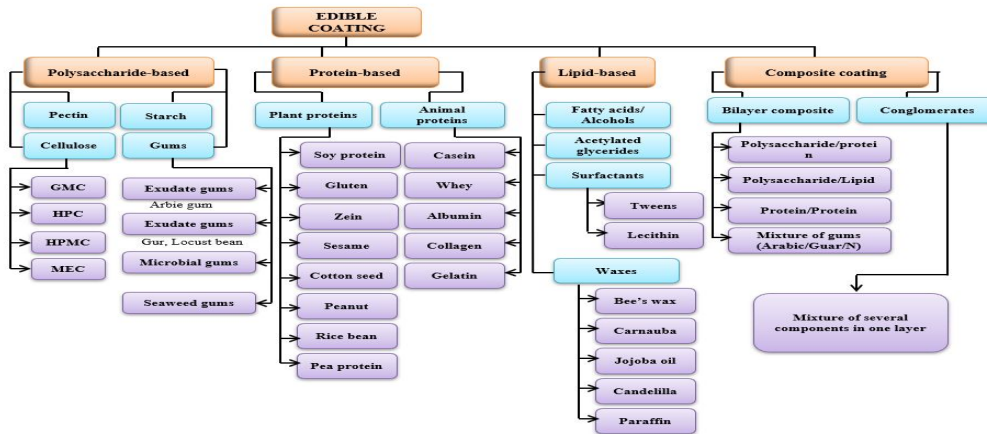 EDIBLE
COATING
Polysaccharide-based
Protein-based
Lipid-based
Composite coating
Pectin
Starch
Cellulose
Gums
GMC
HPC
HPMC
MEC
Exudate gums
Arbie gum
Exudate gums
Gur, Locust bean
Microbial gums
Seaweed gums
Plant proteins
Animal
proteins
Soy protein
Gluten
Zein
Sesame
Cotton seed
Peanut
Rice bean
Pea protein
Casein
Whey
Albumin
Collagen
Gelatin
Fatty acids/
Alcohols
Acetylated
glycerides
Surfactants
Tweens
Lecithin
Waxes
Bee's wax
Carnauba
Jojoba oil
Candelilla
Paraffin
Bilayer composite
Conglomerates
Polysaccharide/protei
n
Polysaccharide/Lipid
Protein/Protein
Mixture of gums
(Arabic/Guar/N)
Mixture of several
components in one layer